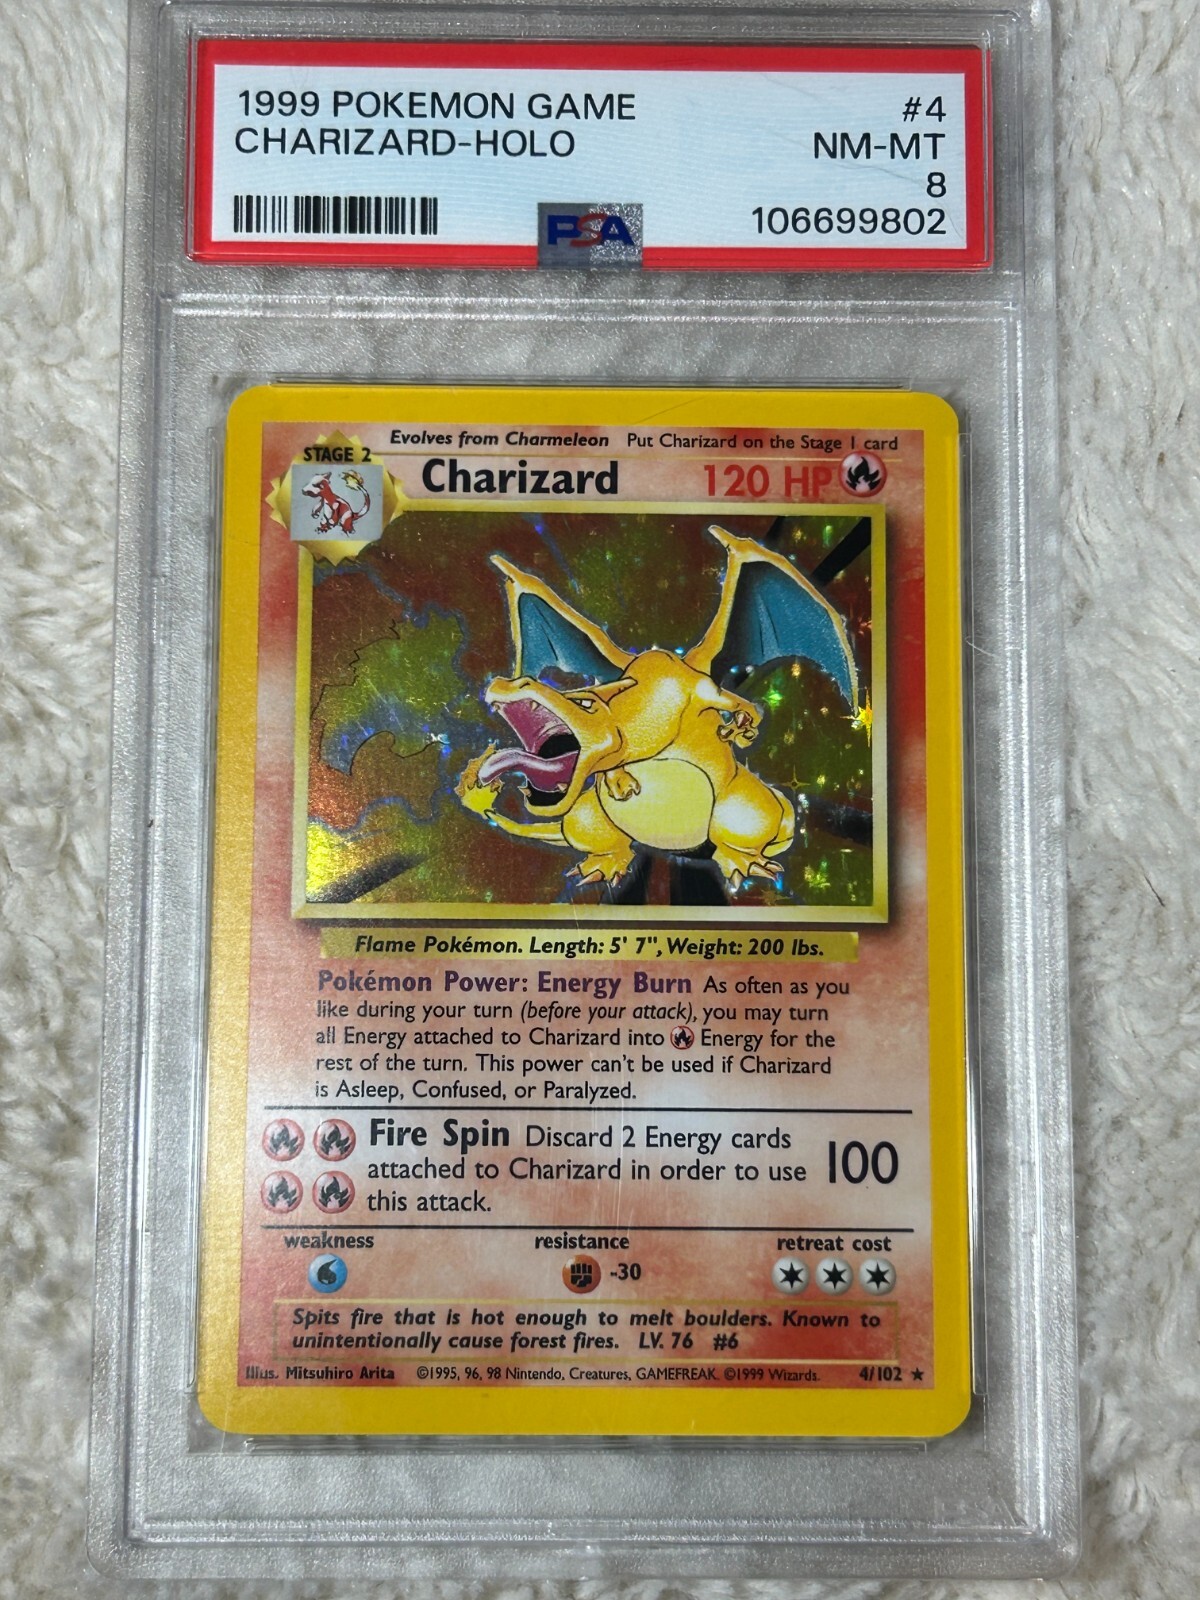 1999 POKEMON GAME #4
CHARIZARD-HOLO NM-MT
8
PSA 106699802
Evolves from Charmeleon Put Charizard on the Stage 1 card
STAGE 2
Charizard 120 HP
Flame Pokémon. Length: 5' 7", Weight: 200 lbs.
Pokémon Power: Energy Burn As often as you
like during your turn (before your attack), you may turn
all Energy attached to Charizard into Energy for the
rest of the turn. This power can't be used if Charizard
is Asleep, Confused, or Paralyzed.
Fire Spin Discard 2 Energy cards
attached to Charizard in order to use
this attack.
100
weakness resistance retreat cost
-30
Spits fire that is hot enough to melt boulders. Known to
unintentionally cause forest fires. LV. 76 #6
Illus. Mitsuhiro Arita ©1995, 96, 98 Nintendo, Creatures, GAMEFREAK. ©1999 Wizards. 4/102 ★